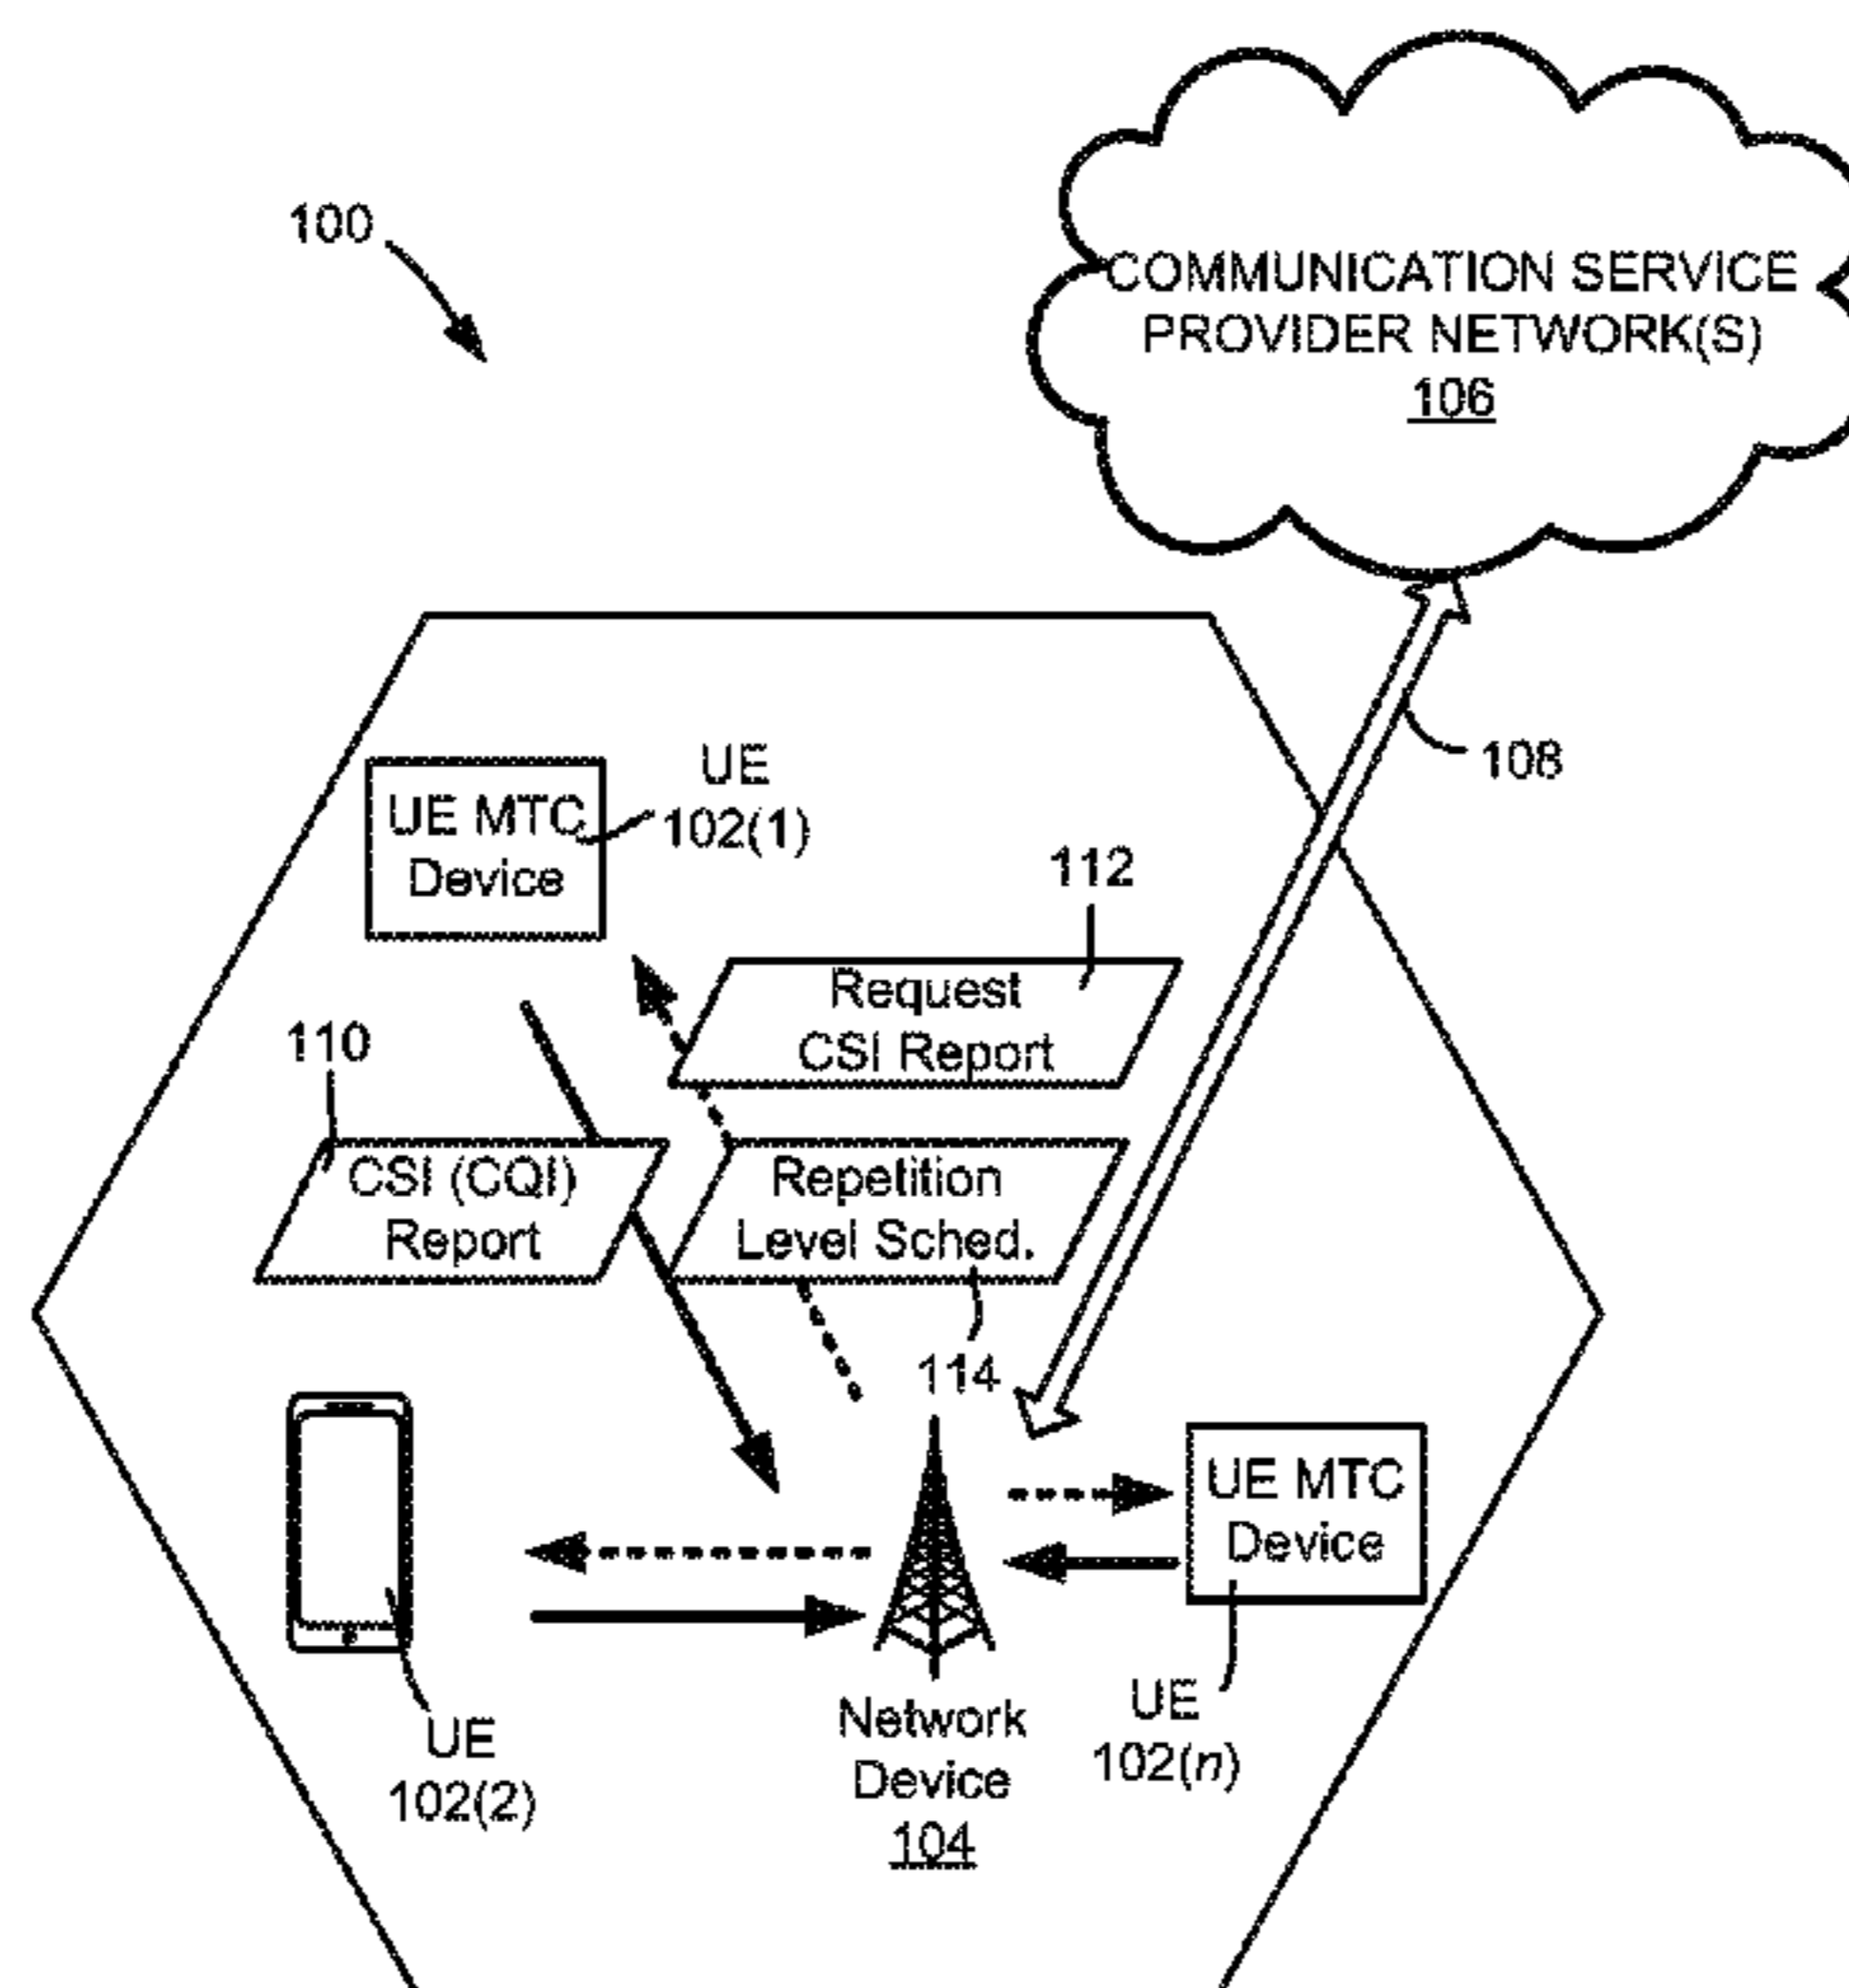 100
COMMUNICATION SERVICE
PROVIDER NETWORK(S)
106
108
UE MTC
Device
UE
102(1)
112
Request
CSI Report
110
CSI (CQI)
Report
Repetition
Level Sched.
114
UE MTC
Device
UE
102(2)
Network
Device
104
UE
102(n)